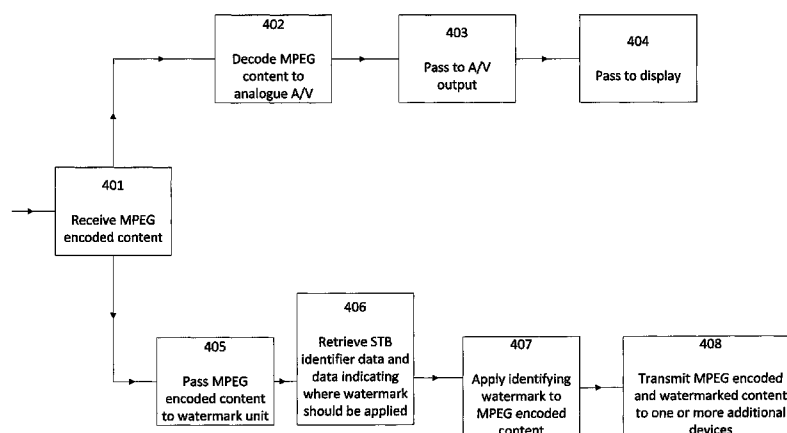 402
Decode MPEG
content to
analogue A/V
403
Pass to A/V
output
404
Pass to display
401
Receive MPEG
encoded content
405
Pass MPEG
encoded content
to watermark unit
406
Retrieve STB
identifier data and
data indicating
where watermark
should be applied
407
Apply identifying
watermark to
MPEG encoded
content
408
Transmit MPEG encoded
and watermarked content
to one or more additional
devices